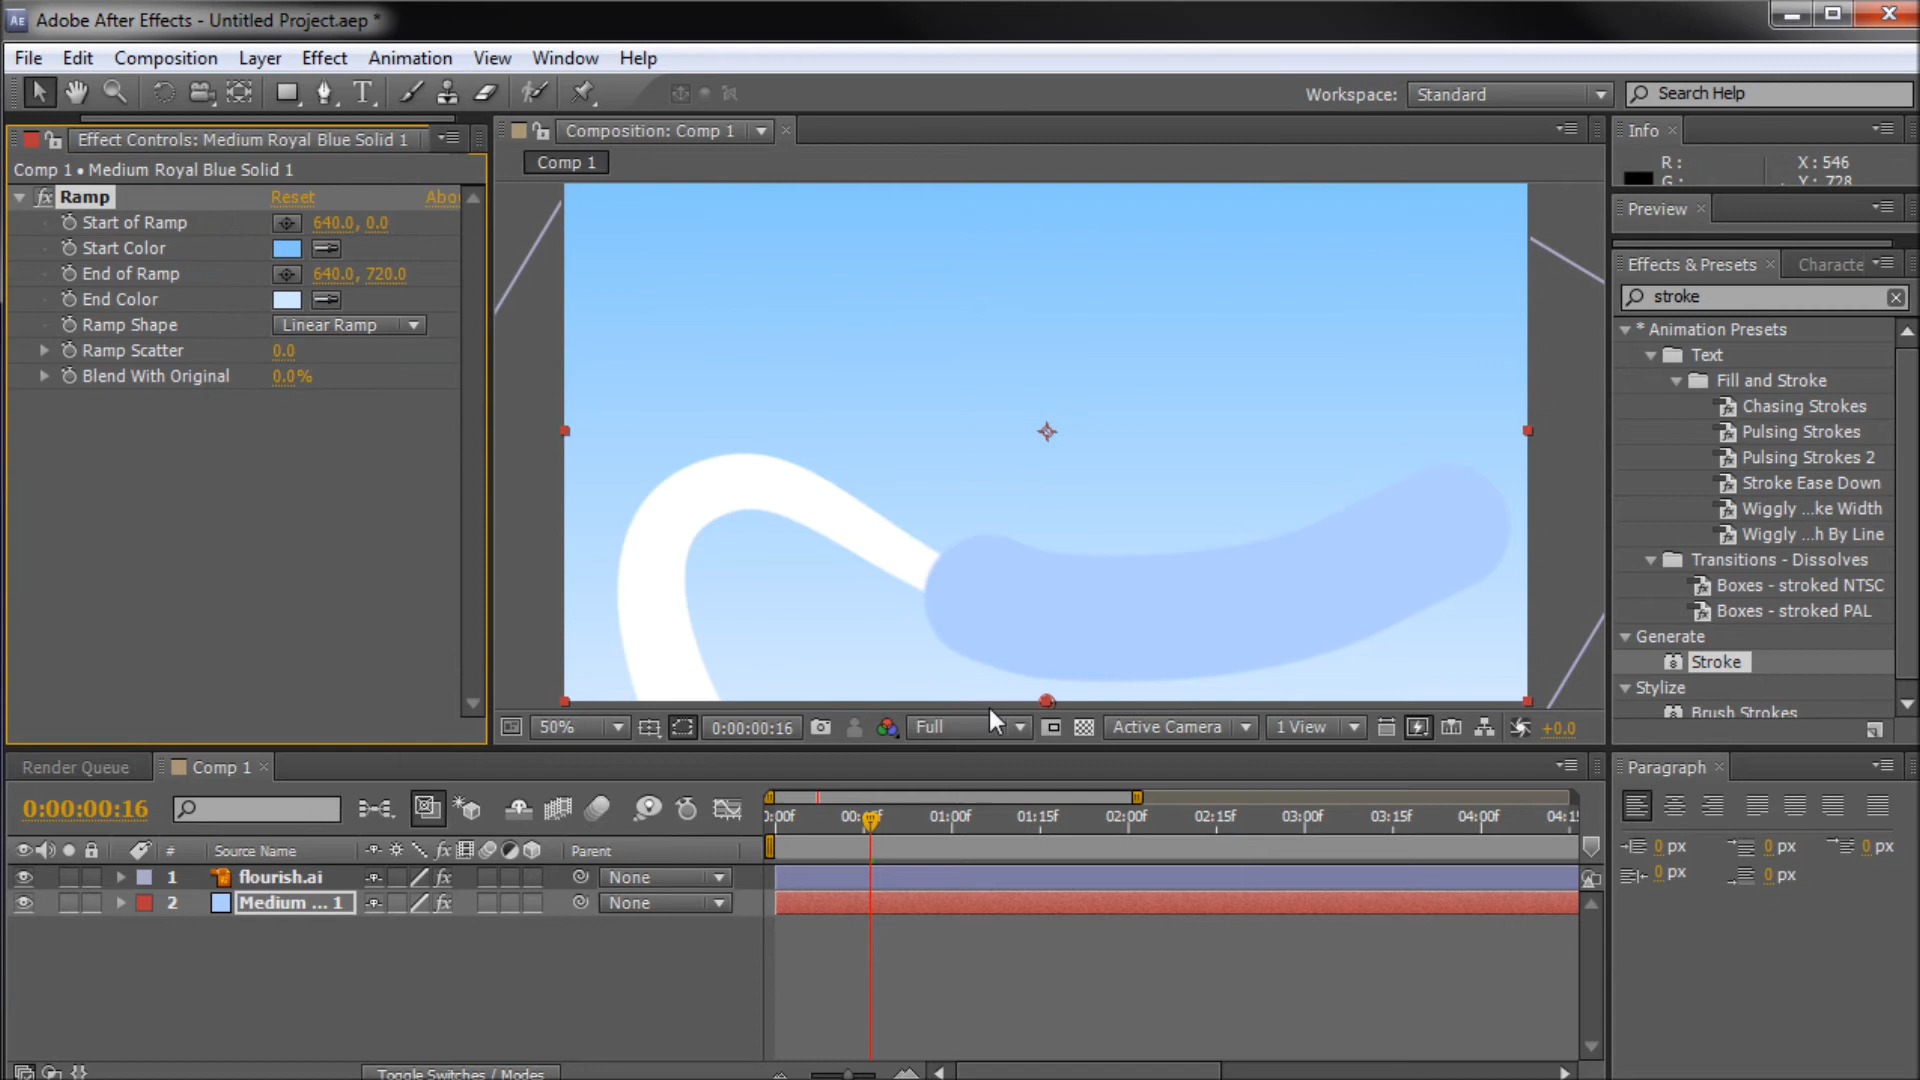 Adobe After Effects - Untitled Project.aep *
File Edit Composition Layer Effect Animation View Window Help
Workspace: Standard Search Help
Effect Controls: Medium Royal Blue Solid 1
Comp 1 • Medium Royal Blue Solid 1
fx Ramp Reset Abou
Start of Ramp 640.0, 0.0
Start Color
End of Ramp 640.0, 720.0
End Color
Ramp Shape Linear Ramp
Ramp Scatter 0.0
Blend With Original 0.0%
Composition: Comp 1
Comp 1
50% 0:00:00:16 Full Active Camera 1 View +0.0
Info
R: X: 546
G: Y: 728
Preview
Effects & Presets Characte
stroke
* Animation Presets
Text
Fill and Stroke
Chasing Strokes
Pulsing Strokes
Pulsing Strokes 2
Stroke Ease Down
Wiggly ...ke Width
Wiggly ...h By Line
Transitions - Dissolves
Boxes - stroked NTSC
Boxes - stroked PAL
Generate
Stroke
Stylize
Brush Strokes
Render Queue Comp 1
0:00:00:16
# Source Name fx Parent
1 flourish.ai fx None
2 Medium ... 1 fx None
Toggle Switches / Modes
):00f 00: 01:00f 01:15f 02:00f 02:15f 03:00f 03:15f 04:00f 04:1
Paragraph
0 px 0 px 0 px
0 px 0 px